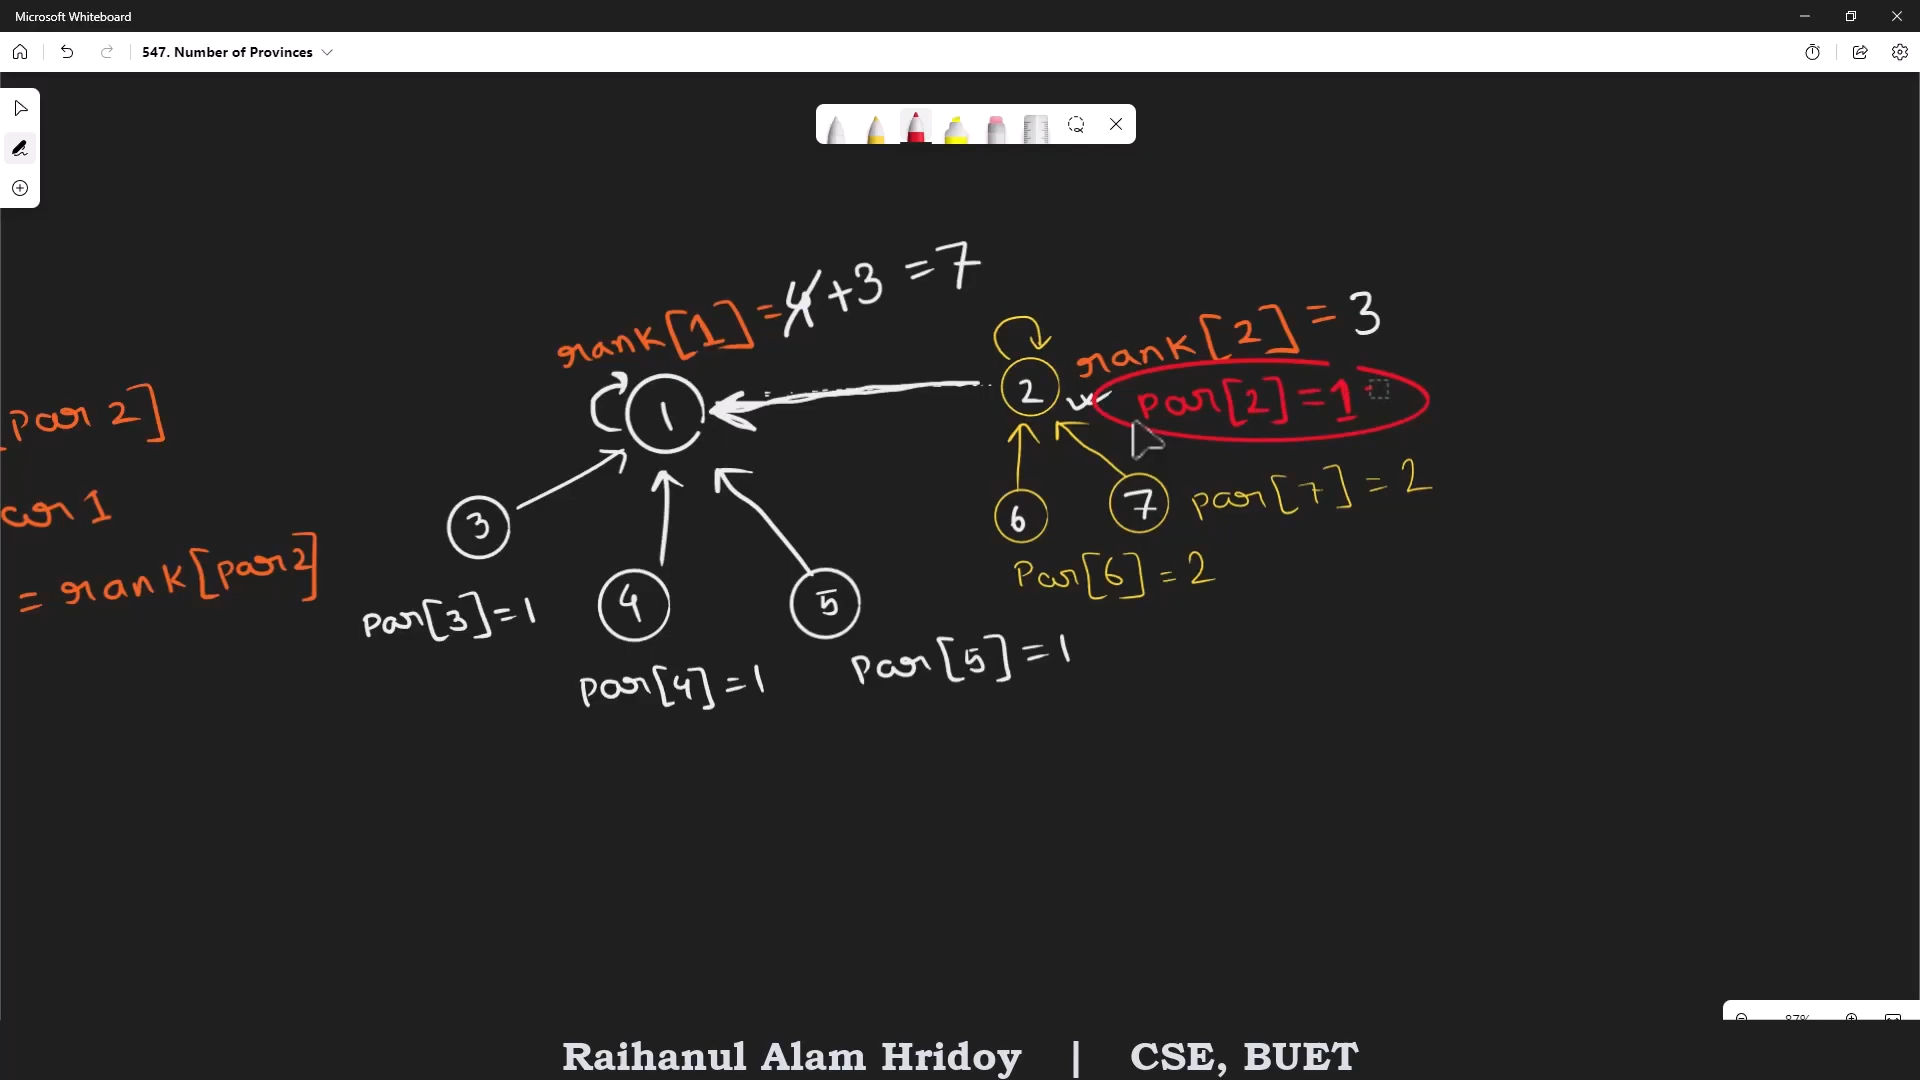 Microsoft Whiteboard
547. Number of Provinces
rank[1]=4+3 =7
rank[2] = 3
par[2]=1
par 2]
1
2
par[7] = 2
par 1
3
6
7
= rank[par2]
Par[6] = 2
par[3]=1
4
5
par[4]=1
par[5]=1
87%
Raihanul Alam Hridoy | CSE, BUET